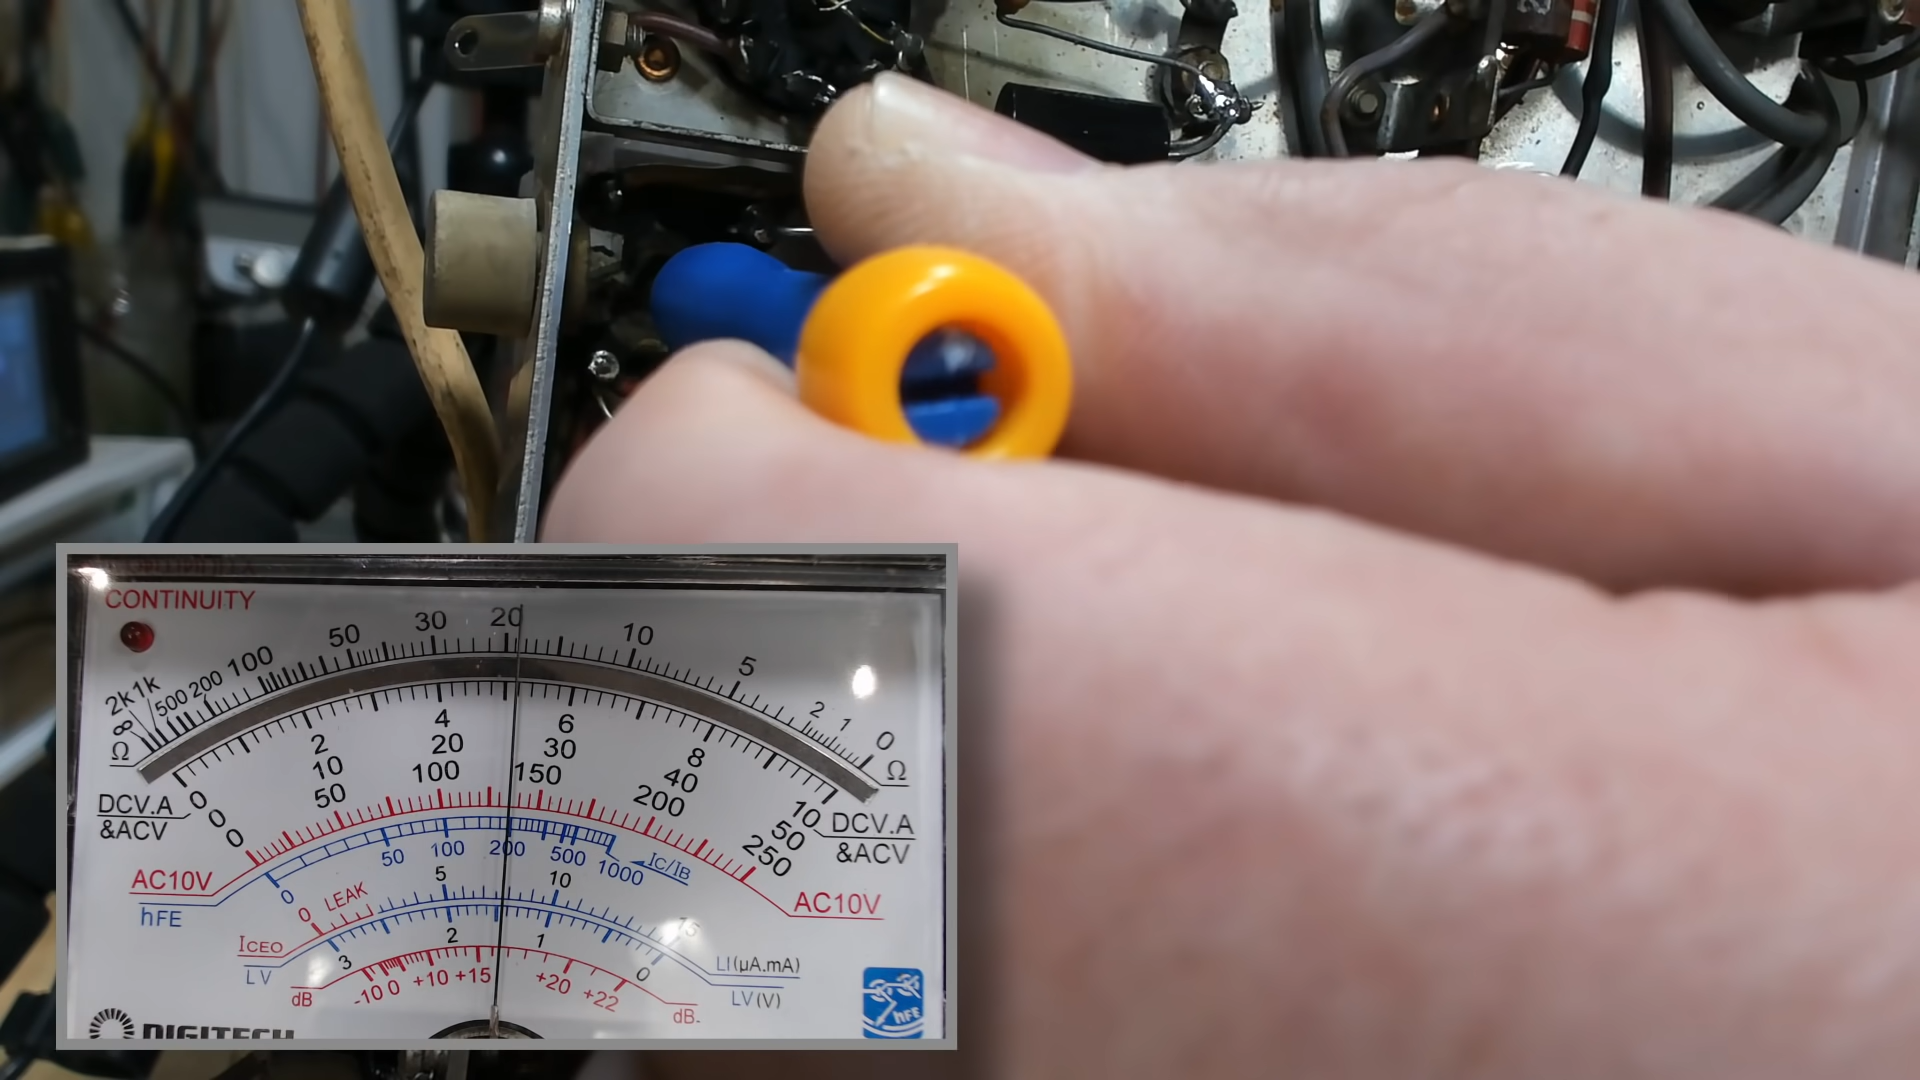 CONTINUITY
2k 1k 500 200 100 50 30 20 10 5 2 1 0
∞
Ω Ω
2 4 6 8 10
0 10 20 30 40 50
0 50 100 150 200 250
0
DCV.A
&ACV
DCV.A
&ACV
AC10V AC10V
hFE
0 50 100 200 500 1000 Ic/IB
0 LEAK 5 10 15
ICEO
LV
LI(µA.mA)
LV(V)
3 2 1 0
dB -10 0 +10 +15 +20 +22 dB.
hFE
DIGITECH